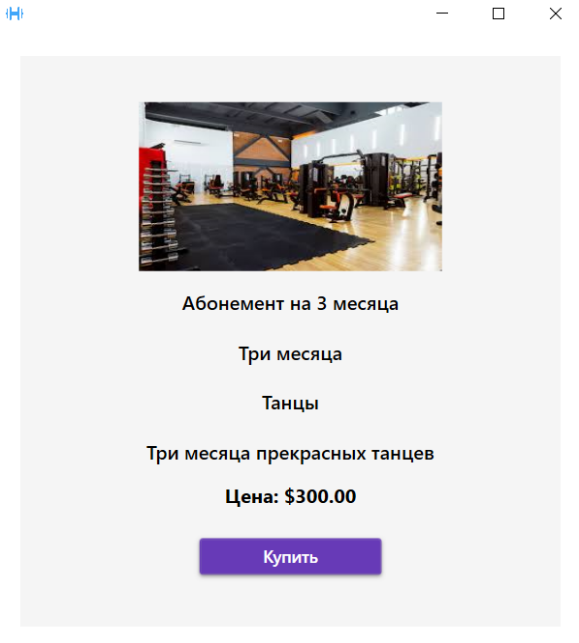 Абонемент на 3 месяца
Три месяца
Танцы
Три месяца прекрасных танцев
Цена: $300.00
Купить